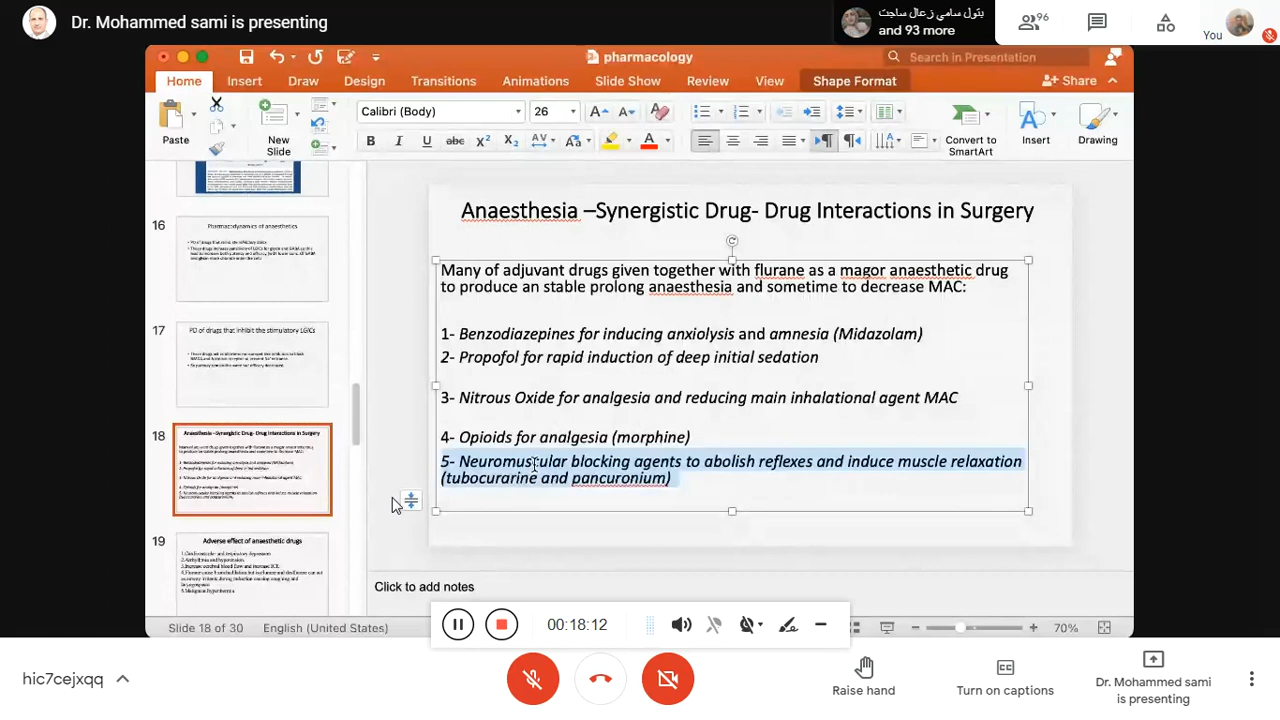 Dr. Mohammed sami is presenting
بتول سامي زعال ساجت
and 93 more
96
You
pharmacology
Search in Presentation
Home Insert Draw Design Transitions Animations Slide Show Review View Shape Format
Share
Paste
New
Slide
Calibri (Body) 26
Convert to
SmartArt
Insert
Drawing
16
Pharmacodynamics of anaesthetics
17
PD of drugs that inhibit the stimulatory LGICs
18
Anaesthesia –Synergistic Drug- Drug Interactions in Surgery
19
Adverse effect of anaesthetic drugs
Anaesthesia –Synergistic Drug- Drug Interactions in Surgery
Many of adjuvant drugs given together with flurane as a magor anaesthetic drug
to produce an stable prolong anaesthesia and sometime to decrease MAC:
1- Benzodiazepines for inducing anxiolysis and amnesia (Midazolam)
2- Propofol for rapid induction of deep initial sedation
3- Nitrous Oxide for analgesia and reducing main inhalational agent MAC
4- Opioids for analgesia (morphine)
5- Neuromuscular blocking agents to abolish reflexes and induce muscle relaxation
(tubocurarine and pancuronium)
Click to add notes
Slide 18 of 30 English (United States)
00:18:12
70%
hic7cejxqq
Raise hand
Turn on captions
Dr. Mohammed sami
is presenting